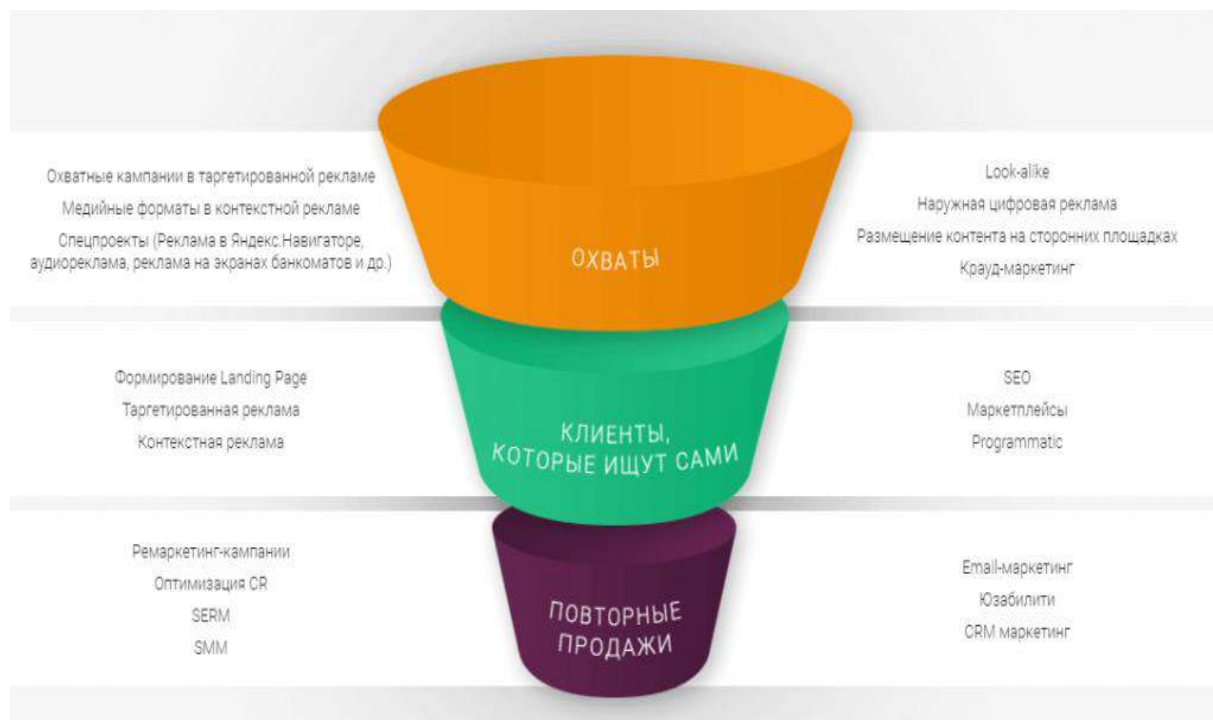 Охватные кампании в таргетированной рекламе
Медийные форматы в контекстной рекламе
Спецпроекты (Реклама в Яндекс.Навигаторе,
аудиореклама, реклама на экранах банкоматов и др.)
ОХВАТЫ
Look-alike
Наружная цифровая реклама
Размещение контента на сторонних площадках
Крауд-маркетинг
Формирование Landing Page
Таргетированная реклама
Контекстная реклама
КЛИЕНТЫ,
КОТОРЫЕ ИЩУТ САМИ
SEO
Маркетплейсы
Programmatic
Ремаркетинг-кампании
Оптимизация CR
SERM
SMM
ПОВТОРНЫЕ
ПРОДАЖИ
Email-маркетинг
Юзабилити
CRM маркетинг